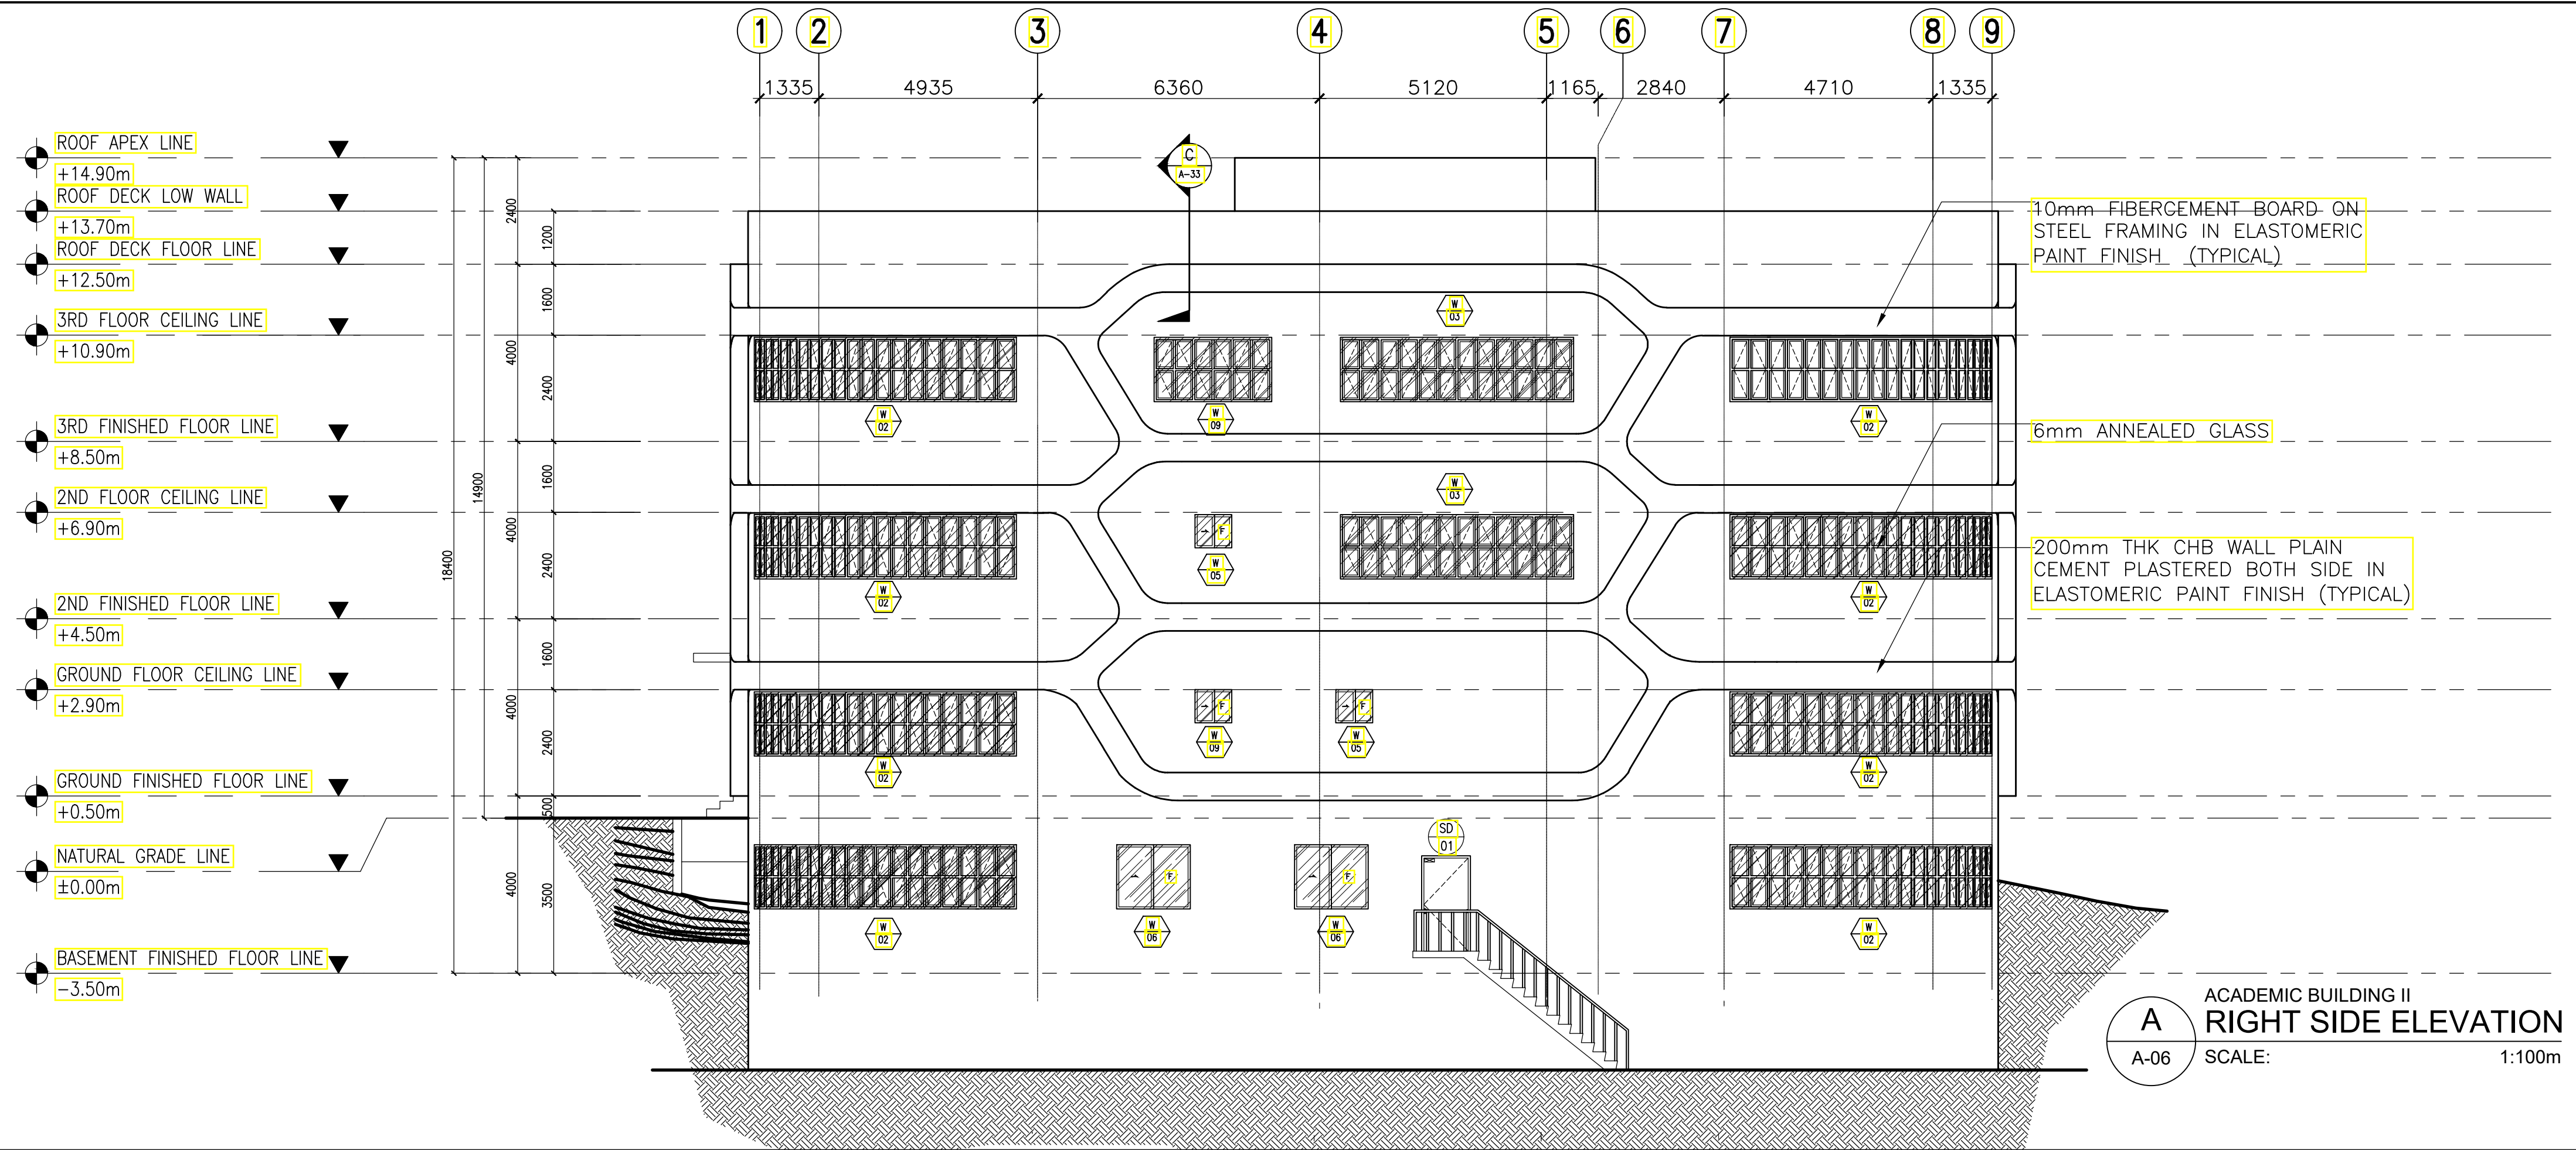 1 2 3 4 5 6 7 8 9
1335 4935 6360 5120 1165 2840 4710 1335
ROOF APEX LINE
+14.90m
ROOF DECK LOW WALL
+13.70m
ROOF DECK FLOOR LINE
+12.50m
3RD FLOOR CEILING LINE
+10.90m
3RD FINISHED FLOOR LINE
+8.50m
2ND FLOOR CEILING LINE
+6.90m
2ND FINISHED FLOOR LINE
+4.50m
GROUND FLOOR CEILING LINE
+2.90m
GROUND FINISHED FLOOR LINE
+0.50m
NATURAL GRADE LINE
±0.00m
BASEMENT FINISHED FLOOR LINE
-3.50m
18400
14900
2400
4000
4000
4000
4000
1200
1600
2400
1600
2400
1600
2400
500
3500
C
A-33
W
03
W
02
W
09
W
02
W
03
F
W
05
W
02
W
02
F
F
W
09
W
05
W
02
W
02
SD
01
F
F
W
02
W
06
W
06
W
02
10mm FIBERCEMENT BOARD ON
STEEL FRAMING IN ELASTOMERIC
PAINT FINISH (TYPICAL)
6mm ANNEALED GLASS
200mm THK CHB WALL PLAIN
CEMENT PLASTERED BOTH SIDE IN
ELASTOMERIC PAINT FINISH (TYPICAL)
A
A-06
ACADEMIC BUILDING II
RIGHT SIDE ELEVATION
SCALE: 1:100m